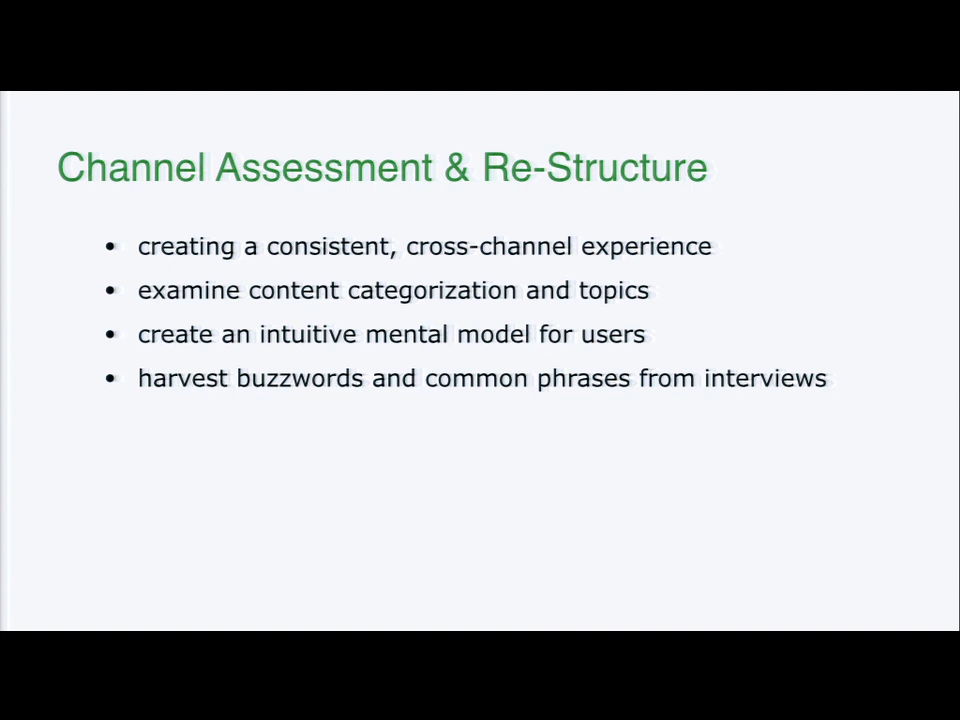 Channel Assessment & Re-Structure
• creating a consistent, cross-channel experience
• examine content categorization and topics
• create an intuitive mental model for users
• harvest buzzwords and common phrases from interviews